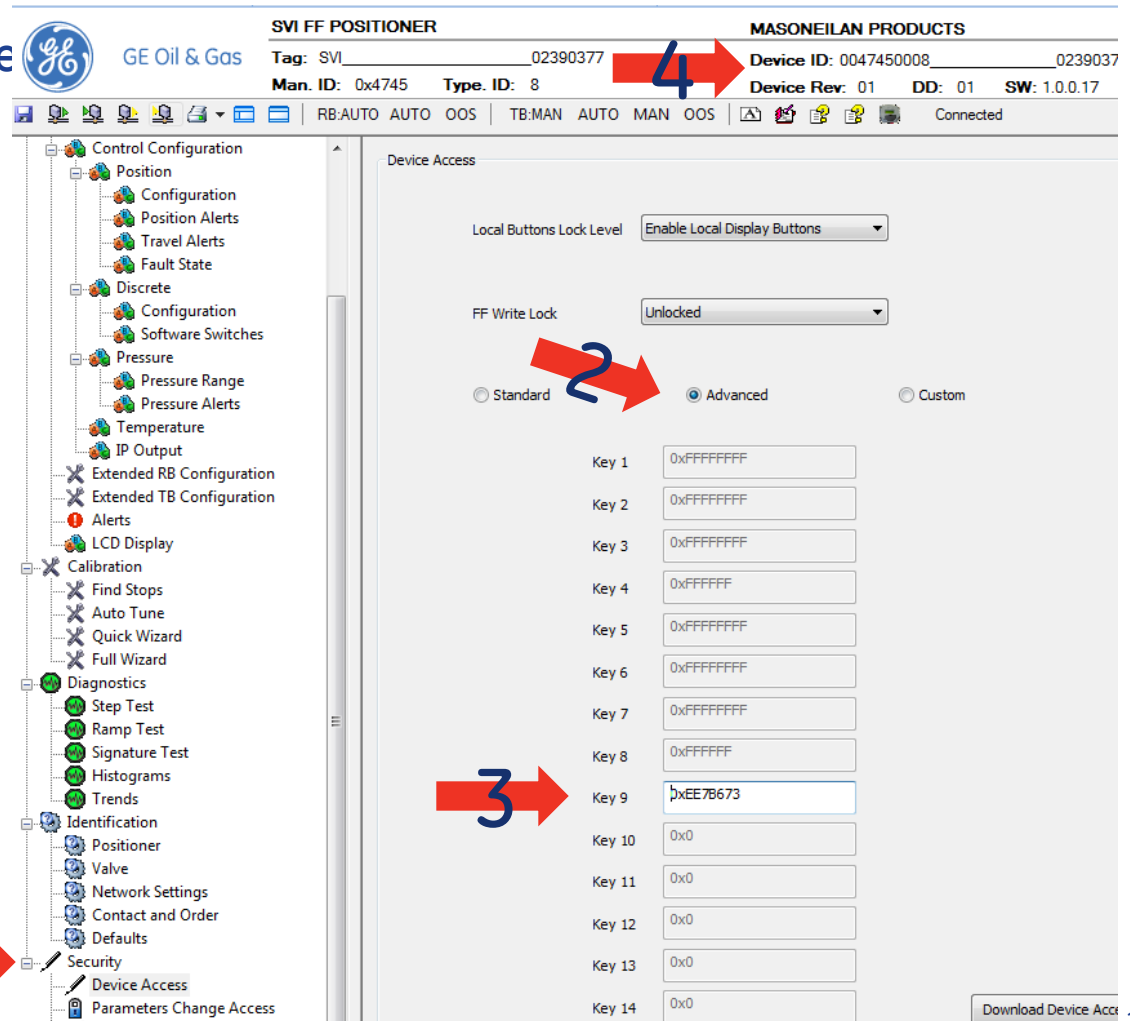 e
GE Oil & Gas
SVI FF POSITIONER
MASONEILAN PRODUCTS
Tag: SVI_______________________02390377
4
Device ID: 0047450008_______________0239037
Man. ID: 0x4745 Type. ID: 8
Device Rev: 01 DD: 01 SW: 1.0.0.17
RB:AUTO AUTO OOS | TB:MAN AUTO MAN OOS
Connected
Control Configuration
Position
Configuration
Position Alerts
Travel Alerts
Fault State
Discrete
Configuration
Software Switches
Pressure
Pressure Range
Pressure Alerts
Temperature
IP Output
Extended RB Configuration
Extended TB Configuration
Alerts
LCD Display
Calibration
Find Stops
Auto Tune
Quick Wizard
Full Wizard
Diagnostics
Step Test
Ramp Test
Signature Test
Histograms
Trends
Identification
Positioner
Valve
Network Settings
Contact and Order
Defaults
Security
Device Access
Parameters Change Access
Device Access
Local Buttons Lock Level Enable Local Display Buttons
FF Write Lock Unlocked
2
Standard Advanced Custom
Key 1 0xFFFFFFFF
Key 2 0xFFFFFFFF
Key 3 0xFFFFFFFF
Key 4 0xFFFFFF
Key 5 0xFFFFFFFF
Key 6 0xFFFFFFFF
Key 7 0xFFFFFFFF
Key 8 0xFFFFFF
3
Key 9 0xEE7B673
Key 10 0x0
Key 11 0x0
Key 12 0x0
Key 13 0x0
Key 14 0x0
Download Device Acce